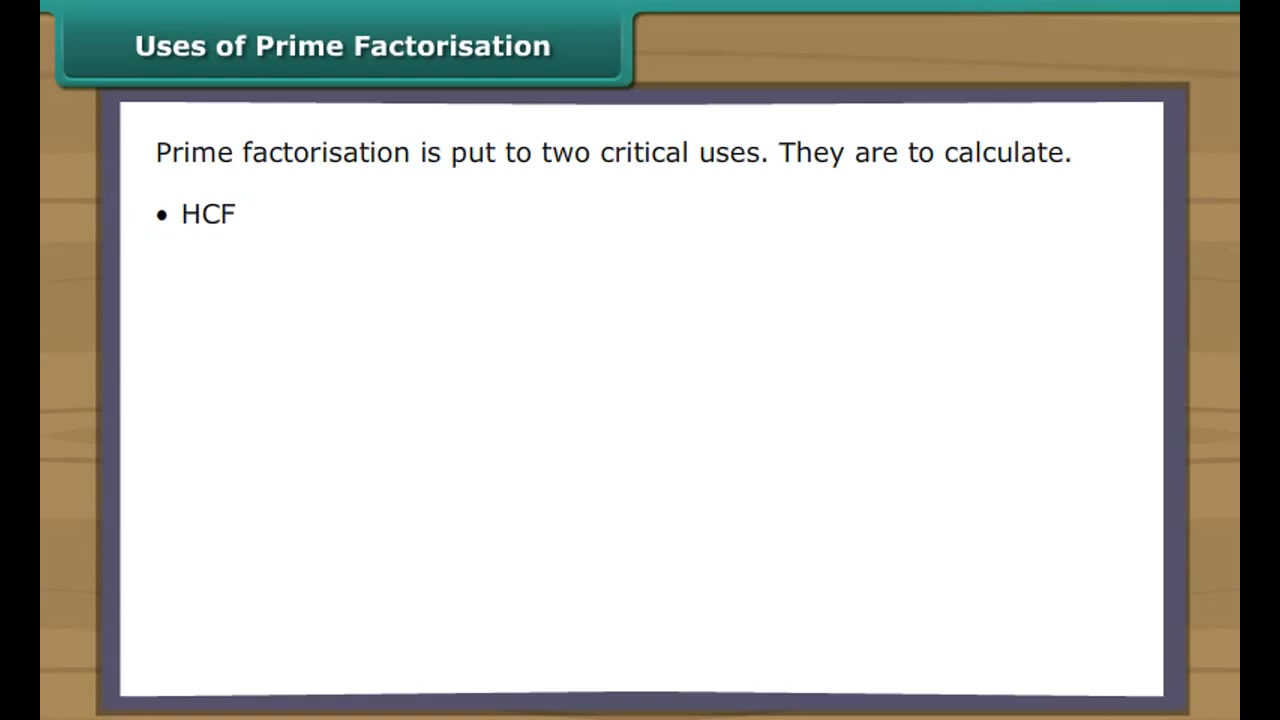 Uses of Prime Factorisation
Prime factorisation is put to two critical uses. They are to calculate.
• HCF